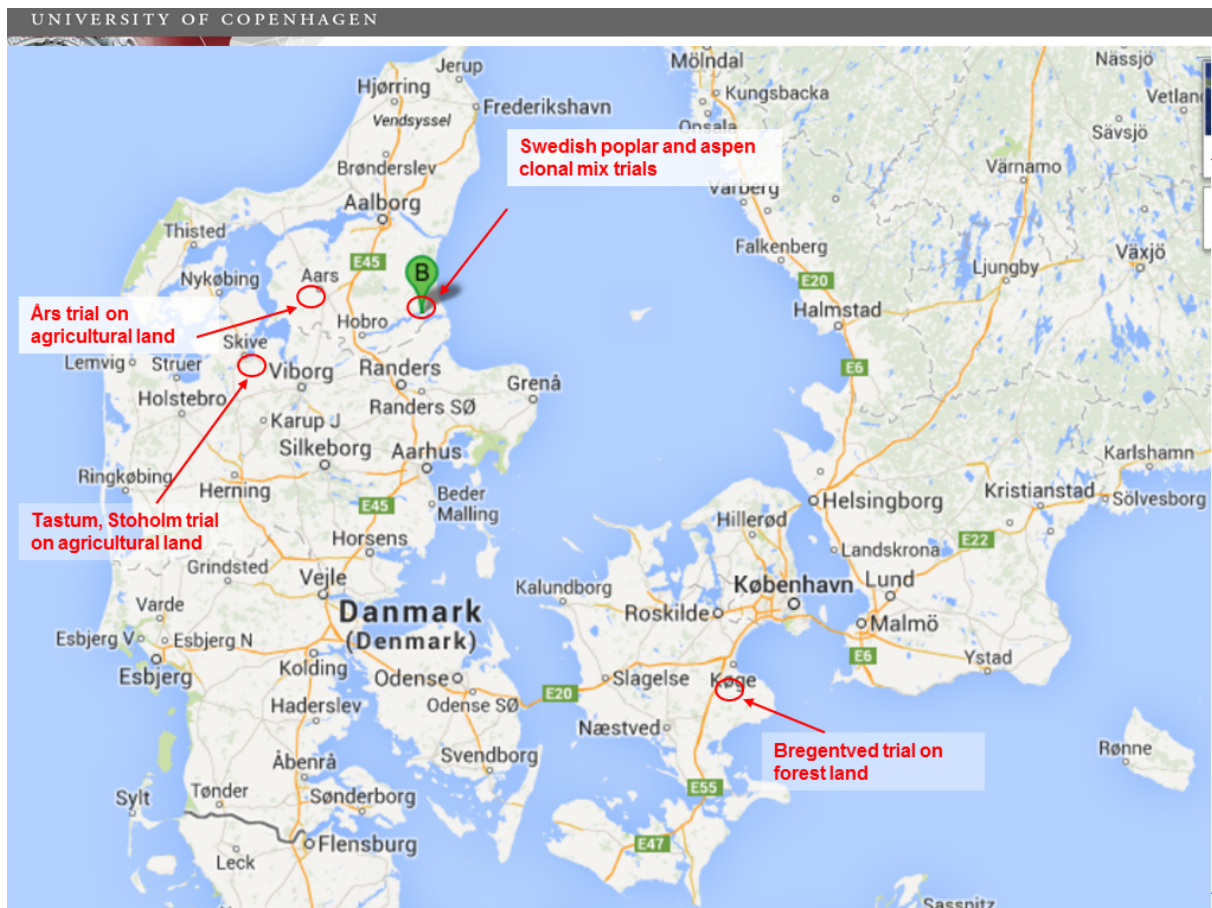 UNIVERSITY OF COPENHAGEN
Jerup
Mölndal
Nässjö
Hjørring
Kungsbacka
Vendsyssel
Frederikshavn
Vetlan
Onsala
Sävsjö
Swedish poplar and aspen
clonal mix trials
Brønderslev
Värnamo
Varberg
Aalborg
Thisted
Falkenberg
Växjö
E45
B
Ljungby
Nykøbing
Aars
E20
Års trial on
agricultural land
Halmstad
Hobro
Skive
Lemvig
Struer
Viborg
Randers
E6
Grenå
Holstebro
Randers SØ
Karup J
Silkeborg
Aarhus
Karlshamn
Ringkøbing
Herning
Beder
Malling
Helsingborg
Kristianstad
Sölvesborg
E45
Tastum, Stoholm trial
on agricultural land
Hillerød
Horsens
E22
Landskrona
Grindsted
Vejle
Kalundborg
København
Lund
Varde
Danmark
(Denmark)
Roskilde
Malmö
Esbjerg V
Esbjerg N
E6
Ystad
Esbjerg
Kolding
Odense
Slagelse
Køge
E20
Haderslev
Odense SØ
Næstved
Bregentved trial on
forest land
Rønne
Svendborg
Åbenrå
E55
Sylt
Tønder
Sønderborg
Flensburg
E47
Leck
Sassnitz